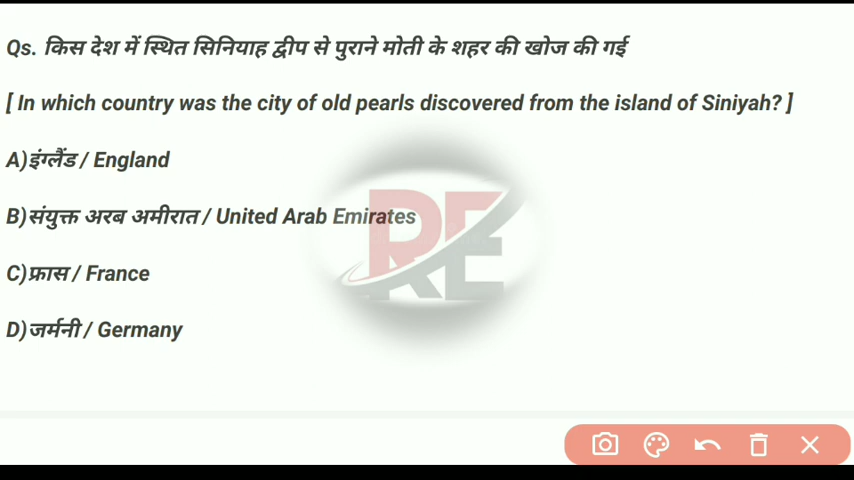 Qs. किस देश में स्थित सिनियाह द्वीप से पुराने मोती के शहर की खोज की गई
[ In which country was the city of old pearls discovered from the island of Siniyah? ]
A)इंग्लैंड / England
B)संयुक्त अरब अमीरात / United Arab Emirates
C)फ्रास / France
D)जर्मनी / Germany
RE